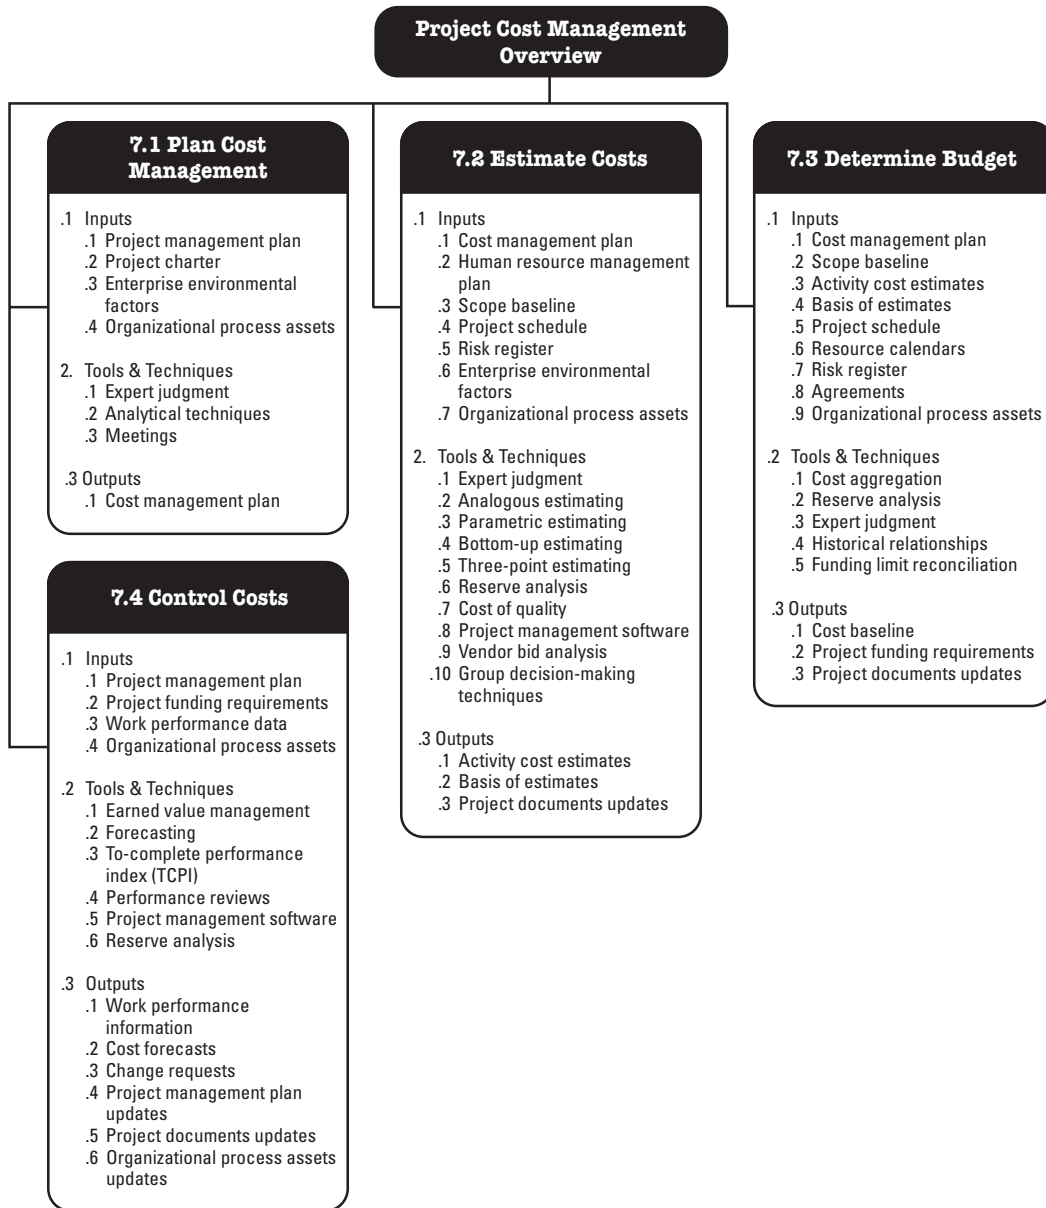 Project Cost Management
Overview
7.1 Plan Cost
Management
.1 Inputs
.1 Project management plan
.2 Project charter
.3 Enterprise environmental
factors
.4 Organizational process assets
2. Tools & Techniques
.1 Expert judgment
.2 Analytical techniques
.3 Meetings
.3 Outputs
.1 Cost management plan
7.2 Estimate Costs
.1 Inputs
.1 Cost management plan
.2 Human resource management
plan
.3 Scope baseline
.4 Project schedule
.5 Risk register
.6 Enterprise environmental
factors
.7 Organizational process assets
2. Tools & Techniques
.1 Expert judgment
.2 Analogous estimating
.3 Parametric estimating
.4 Bottom-up estimating
.5 Three-point estimating
.6 Reserve analysis
.7 Cost of quality
.8 Project management software
.9 Vendor bid analysis
.10 Group decision-making
techniques
.3 Outputs
.1 Activity cost estimates
.2 Basis of estimates
.3 Project documents updates
7.3 Determine Budget
.1 Inputs
.1 Cost management plan
.2 Scope baseline
.3 Activity cost estimates
.4 Basis of estimates
.5 Project schedule
.6 Resource calendars
.7 Risk register
.8 Agreements
.9 Organizational process assets
.2 Tools & Techniques
.1 Cost aggregation
.2 Reserve analysis
.3 Expert judgment
.4 Historical relationships
.5 Funding limit reconciliation
.3 Outputs
.1 Cost baseline
.2 Project funding requirements
.3 Project documents updates
7.4 Control Costs
.1 Inputs
.1 Project management plan
.2 Project funding requirements
.3 Work performance data
.4 Organizational process assets
.2 Tools & Techniques
.1 Earned value management
.2 Forecasting
.3 To-complete performance
index (TCPI)
.4 Performance reviews
.5 Project management software
.6 Reserve analysis
.3 Outputs
.1 Work performance
information
.2 Cost forecasts
.3 Change requests
.4 Project management plan
updates
.5 Project documents updates
.6 Organizational process assets
updates